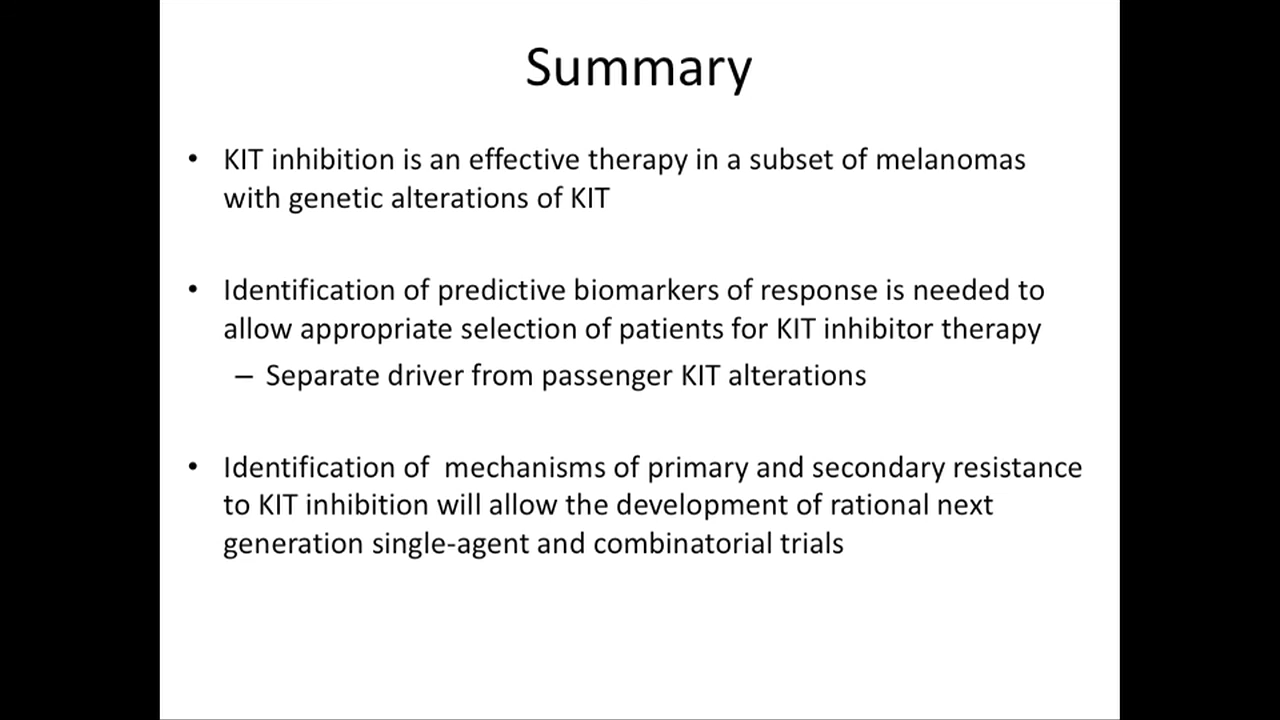 Summary
• KIT inhibition is an effective therapy in a subset of melanomas
with genetic alterations of KIT
• Identification of predictive biomarkers of response is needed to
allow appropriate selection of patients for KIT inhibitor therapy
– Separate driver from passenger KIT alterations
• Identification of  mechanisms of primary and secondary resistance
to KIT inhibition will allow the development of rational next
generation single-agent and combinatorial trials